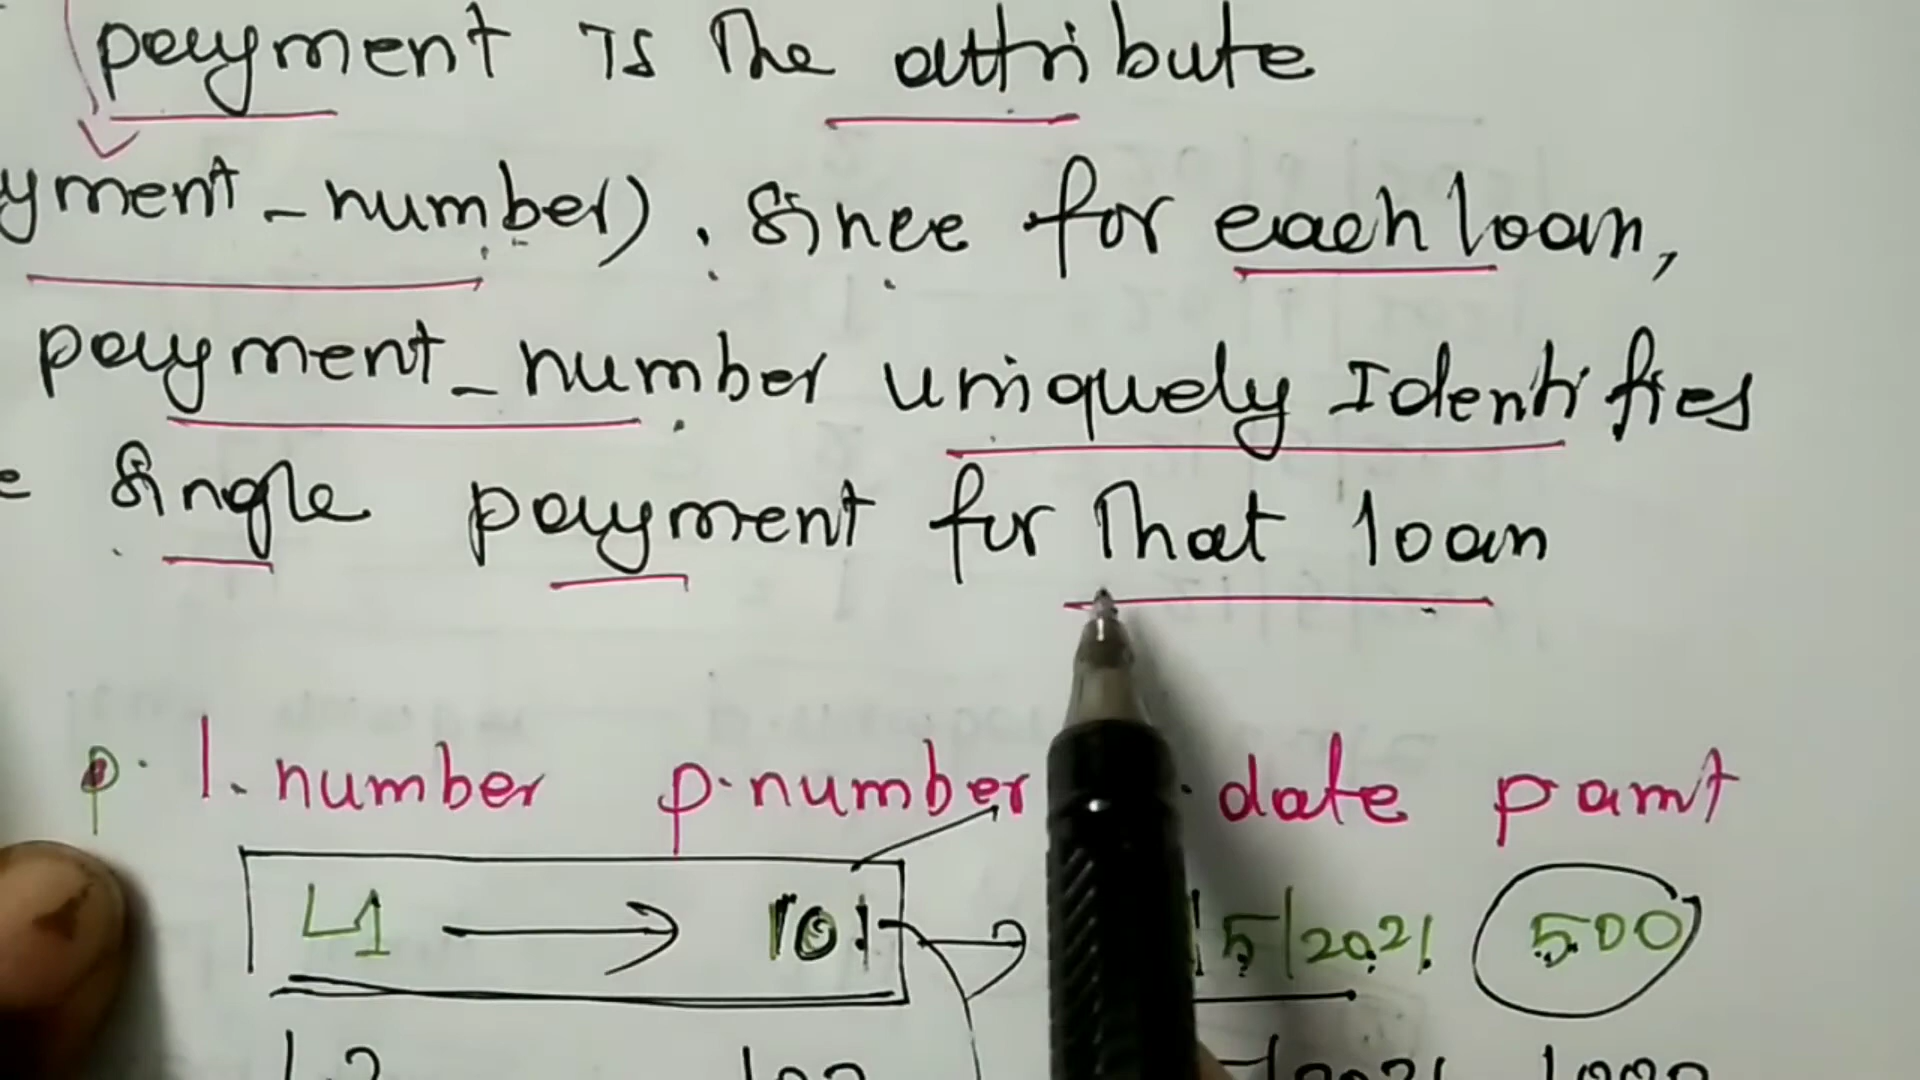 payment is the attribute
yment_number). Since for each loan,
payment_number uniquely Identifies
e single payment for that loan
p. l.number p.number .date pamt
L1 → 101 5/2021 500
L2